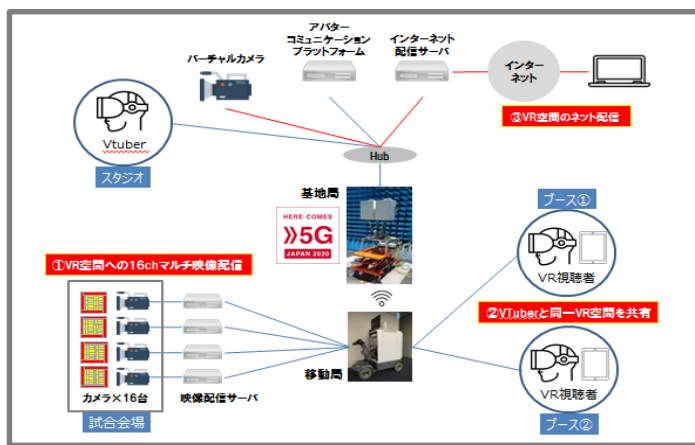 アバター
コミュニケーション
プラットフォーム
インターネット
配信サーバ
バーチャルカメラ
インター
ネット
③VR空間のネット配信
Vtuber
スタジオ
Hub
基地局
HERE COMES
5G
JAPAN 2020
ブース①
VR視聴者
①VR空間への16chマルチ映像配信
②VTuberと同一VR空間を共有
移動局
カメラ×16台
映像配信サーバ
試合会場
VR視聴者
ブース②